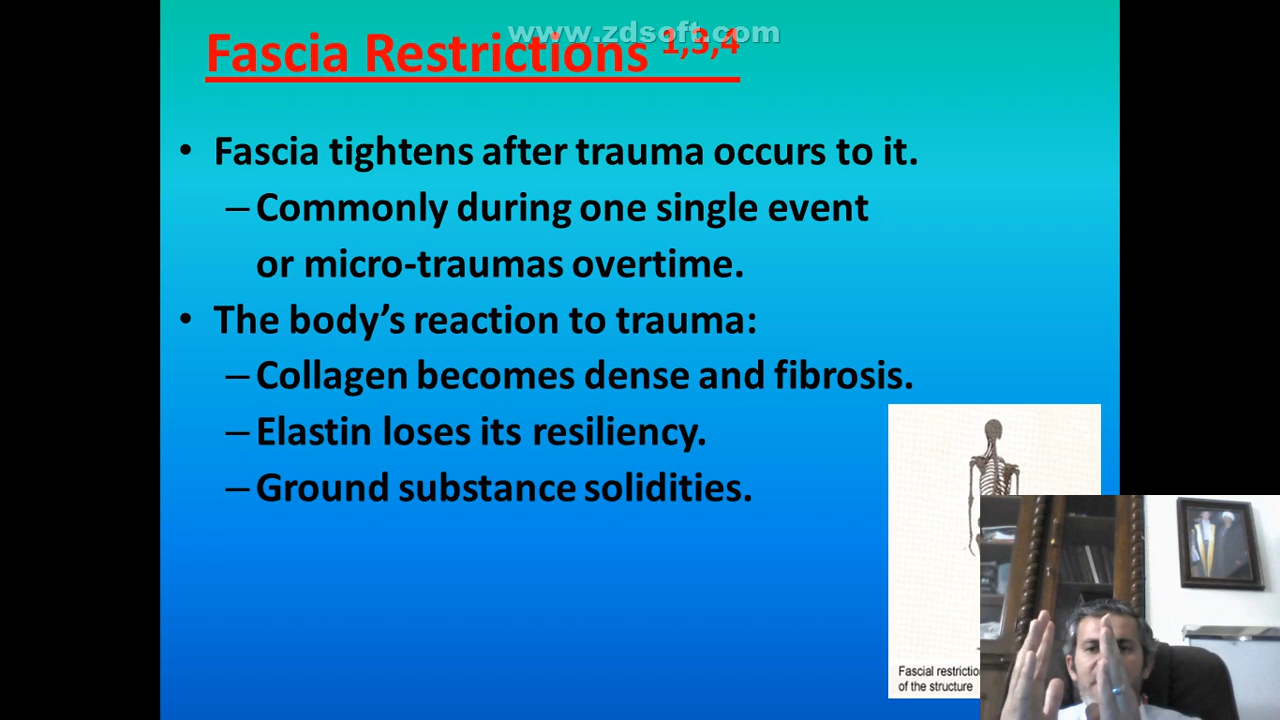 www.zdsoft.com
Fascia Restrictions 1,3,4
• Fascia tightens after trauma occurs to it.
– Commonly during one single event
or micro-traumas overtime.
• The body’s reaction to trauma:
– Collagen becomes dense and fibrosis.
– Elastin loses its resiliency.
– Ground substance solidities.
Fascial
of the structure